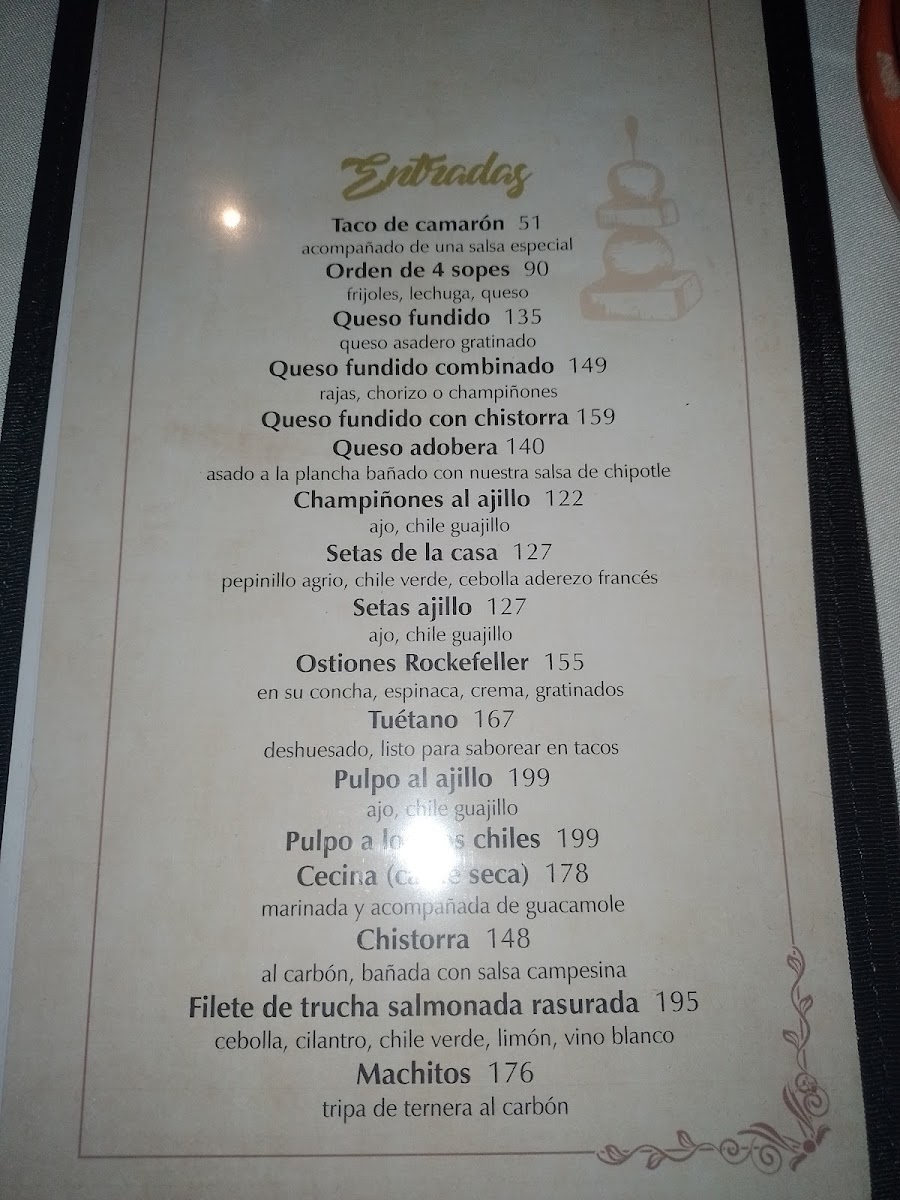 Entradas
Taco de camarón 51
acompañado de una salsa especial
Orden de 4 sopes 90
frijoles, lechuga, queso
Queso fundido 135
queso asadero gratinado
Queso fundido combinado 149
rajas, chorizo o champiñones
Queso fundido con chistorra 159
Queso adobera 140
asado a la plancha bañado con nuestra salsa de chipotle
Champiñones al ajillo 122
ajo, chile guajillo
Setas de la casa 127
pepinillo agrio, chile verde, cebolla aderezo francés
Setas ajillo 127
ajo, chile guajillo
Ostiones Rockefeller 155
en su concha, espinaca, crema, gratinados
Tuétano 167
deshuesado, listo para saborear en tacos
Pulpo al ajillo 199
ajo, chile guajillo
Pulpo a chiles 199
Cecina (carne seca) 178
marinada y acompañada de guacamole
Chistorra 148
al carbón, bañada con salsa campesina
Filete de trucha salmonada rasurada 195
cebolla, cilantro, chile verde, limón, vino blanco
Machitos 176
tripa de ternera al carbón